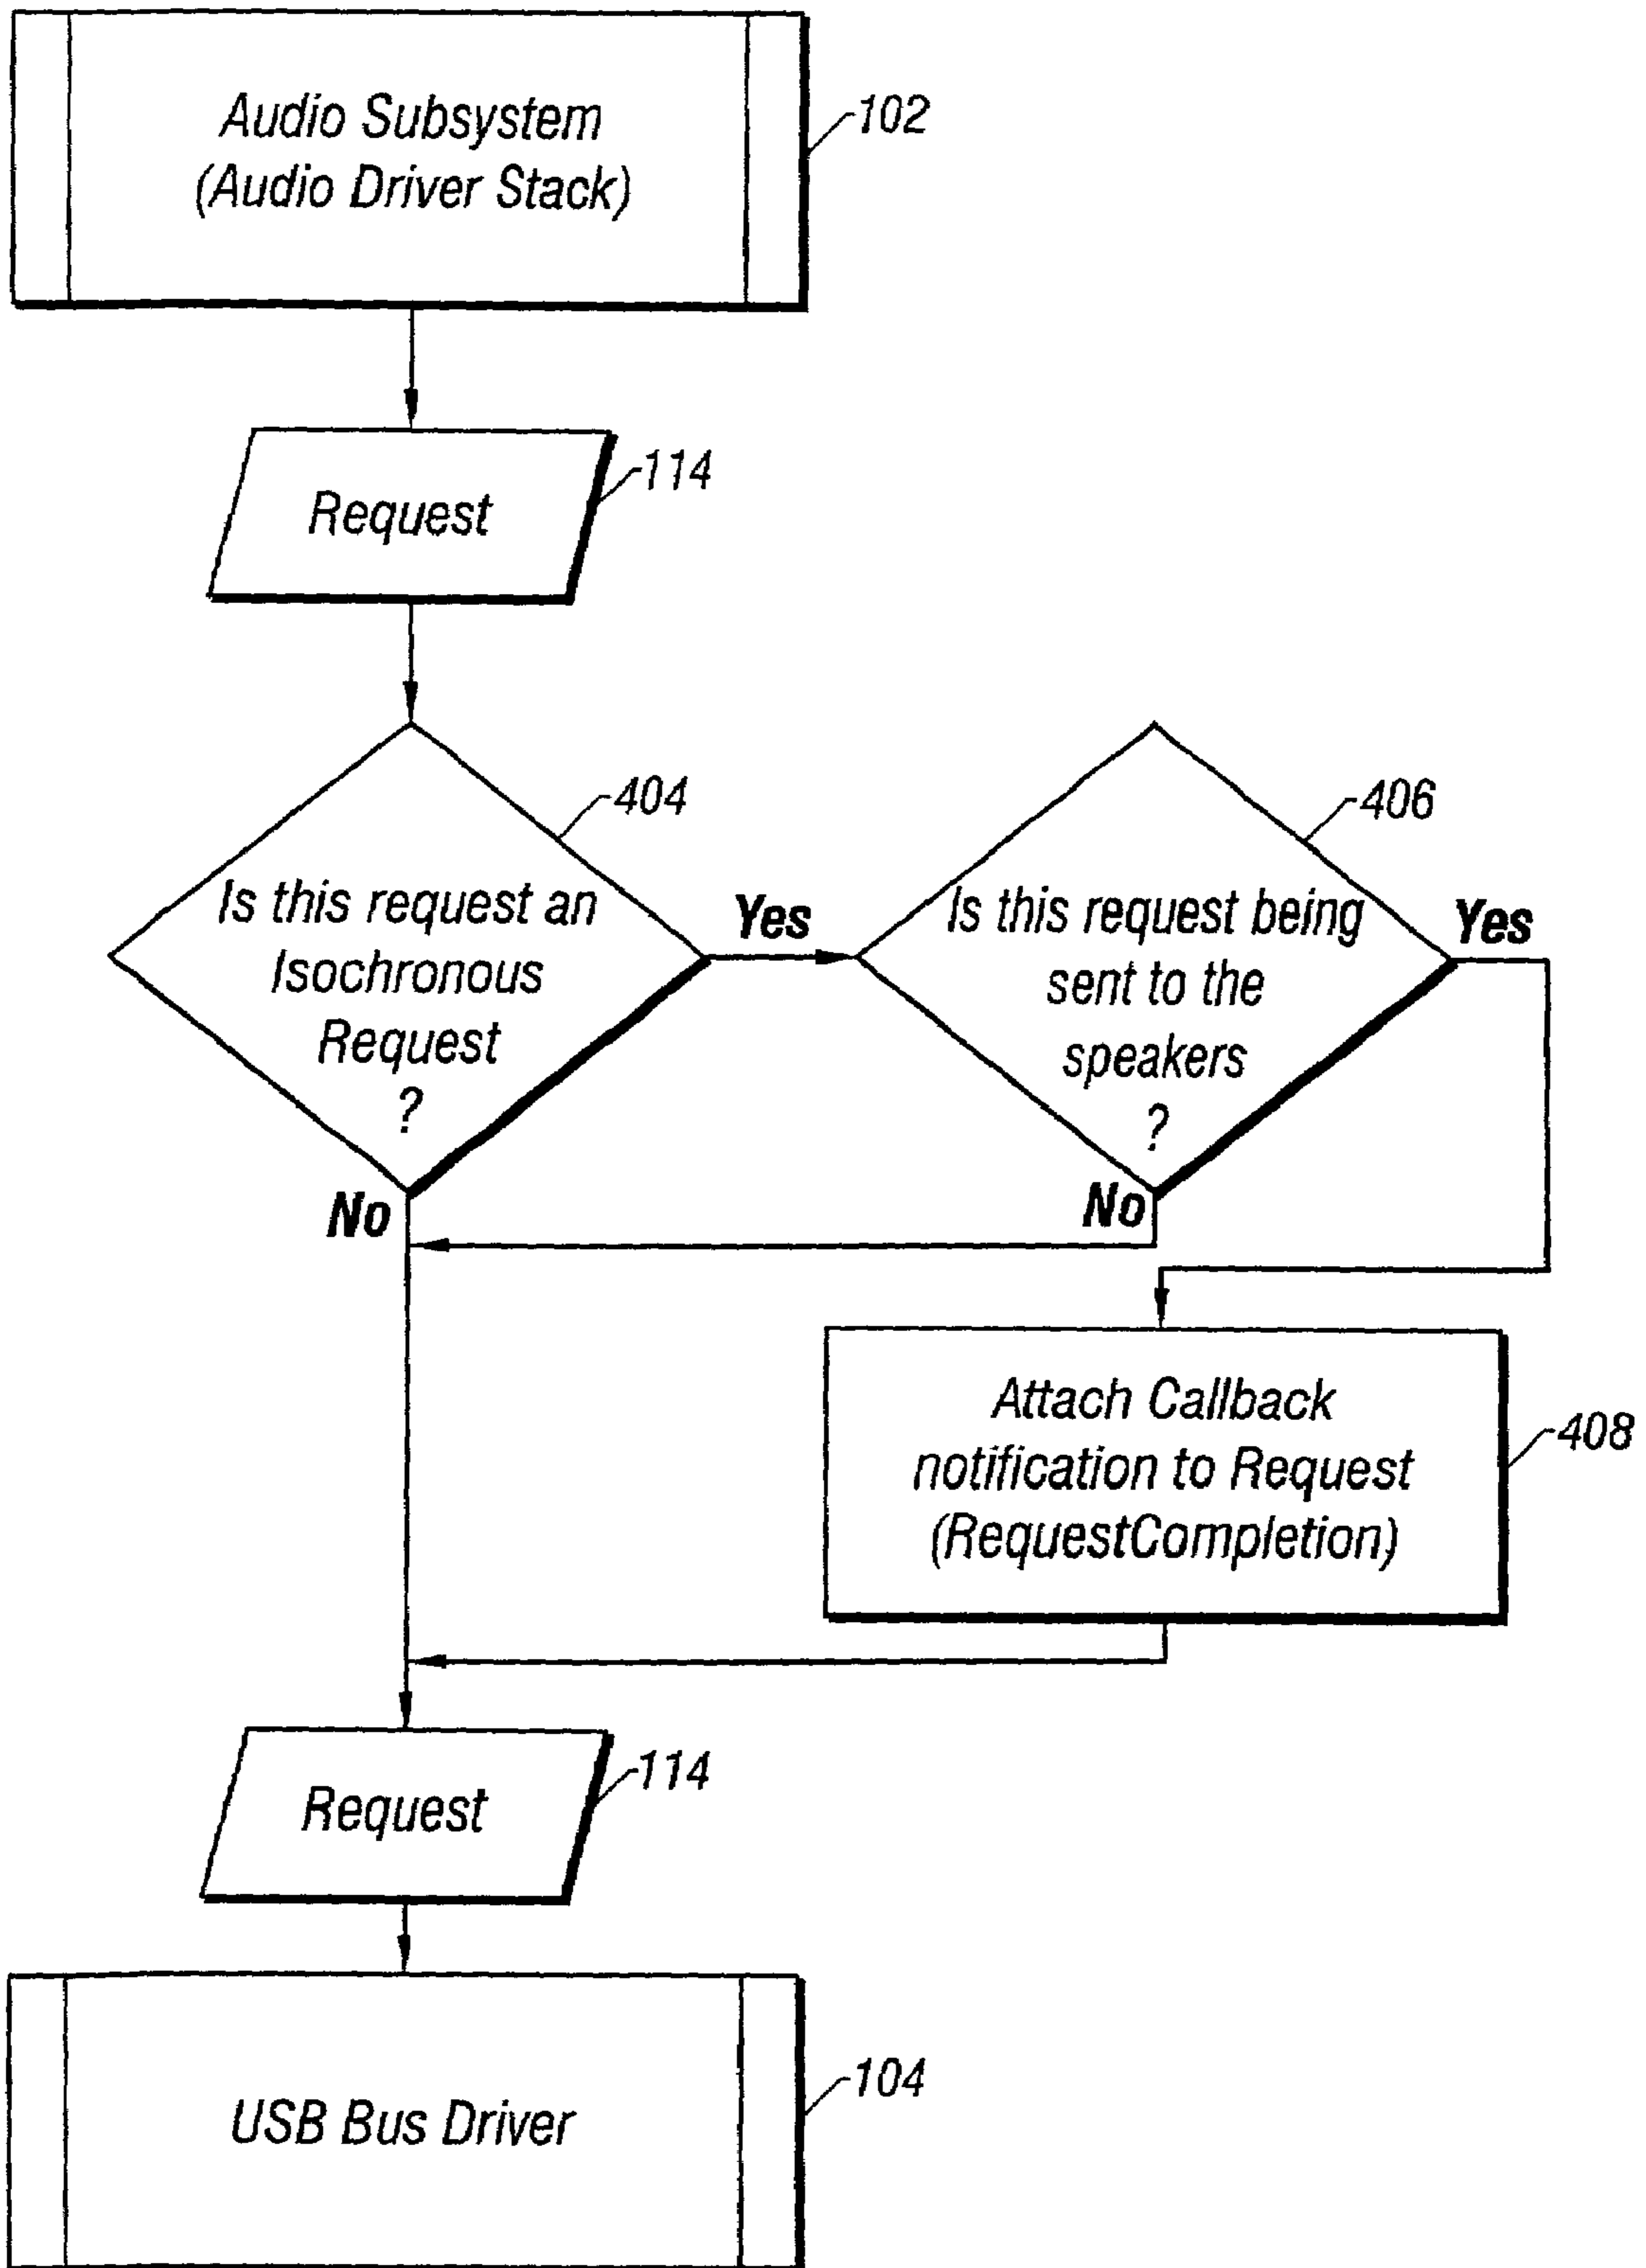 Audio Subsystem
(Audio Driver Stack)
102
Request
114
404
Is this request an
Isochronous
Request
?
Yes
No
406
Is this request being
sent to the
speakers
?
Yes
No
Attach Callback
notification to Request
(RequestCompletion)
408
Request
114
USB Bus Driver
104